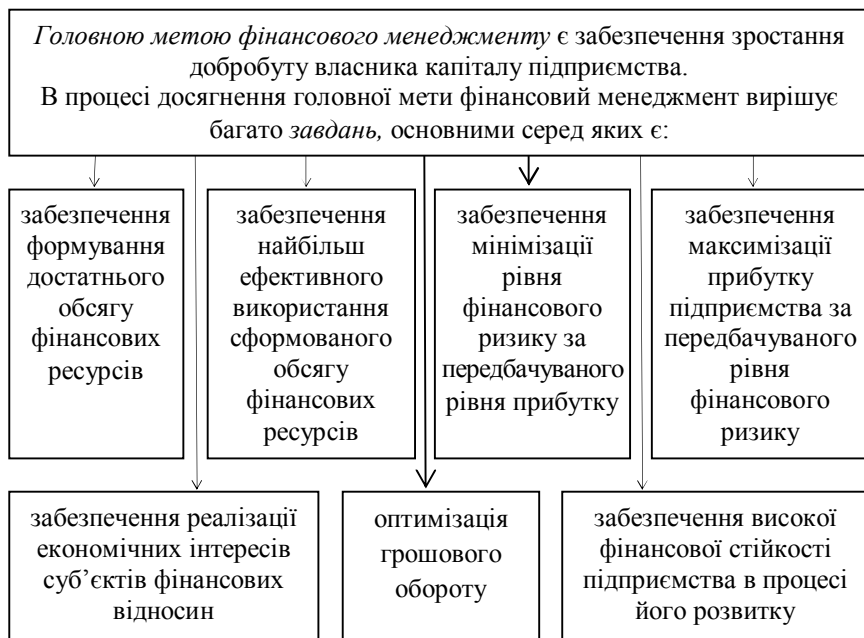 Головною метою фінансового менеджменту є забезпечення зростання
добробуту власника капіталу підприємства.
В процесі досягнення головної мети фінансовий менеджмент вирішує
багато завдань, основними серед яких є:
забезпечення
формування
достатнього
обсягу
фінансових
ресурсів
забезпечення
найбільш
ефективного
використання
сформованого
обсягу
фінансових
ресурсів
забезпечення
мінімізації
рівня
фінансового
ризику за
передбачуваного
рівня прибутку
забезпечення
максимізації
прибутку
підприємства за
передбачуваного
рівня
фінансового
ризику
забезпечення реалізації
економічних інтересів
суб’єктів фінансових
відносин
оптимізація
грошового
обороту
забезпечення високої
фінансової стійкості
підприємства в процесі
його розвитку